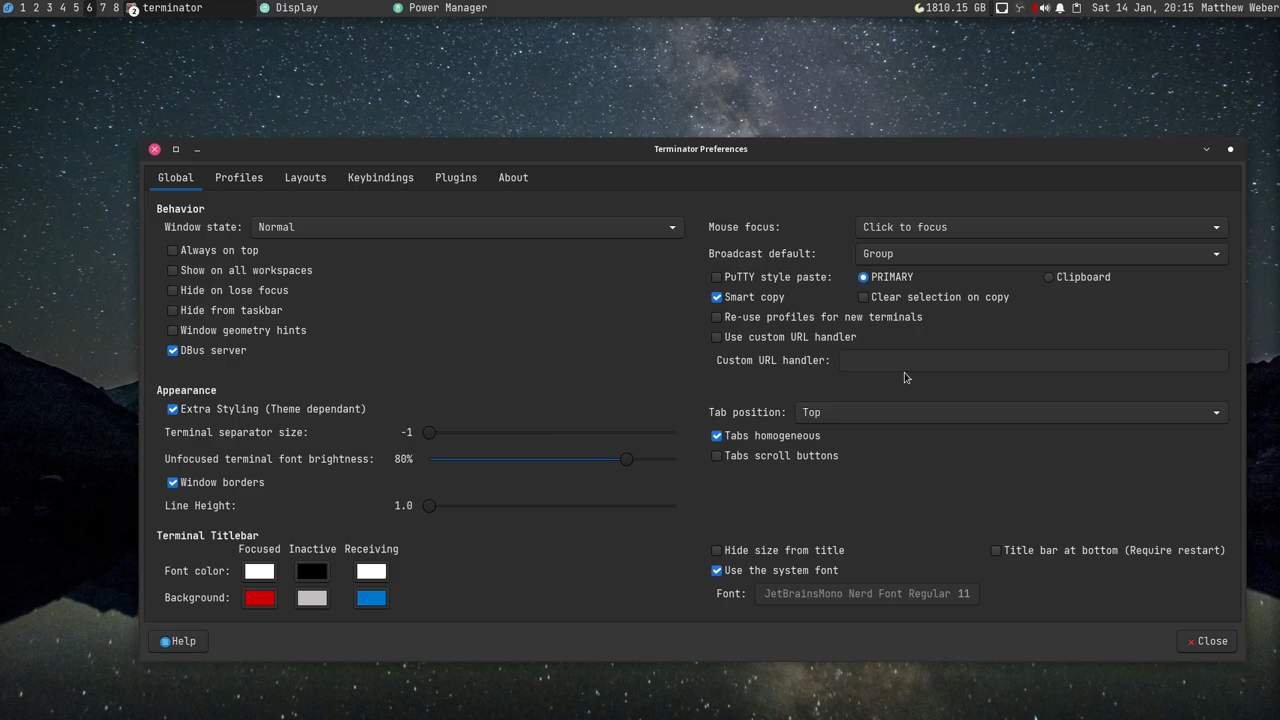 1 2 3 4 5 6 7 8 2 terminator Display Power Manager 1810.15 GB Sat 14 Jan, 20:15 Matthew Weber
Terminator Preferences
Global Profiles Layouts Keybindings Plugins About
Behavior
Window state: Normal
Always on top
Show on all workspaces
Hide on lose focus
Hide from taskbar
Window geometry hints
DBus server
Mouse focus: Click to focus
Broadcast default: Group
PuTTY style paste: PRIMARY Clipboard
Smart copy Clear selection on copy
Re-use profiles for new terminals
Use custom URL handler
Custom URL handler:
Appearance
Extra Styling (Theme dependant)
Terminal separator size: -1
Unfocused terminal font brightness: 80%
Window borders
Line Height: 1.0
Tab position: Top
Tabs homogeneous
Tabs scroll buttons
Terminal Titlebar
Focused Inactive Receiving
Font color:
Background:
Hide size from title Title bar at bottom (Require restart)
Use the system font
Font: JetBrainsMono Nerd Font Regular 11
Help Close